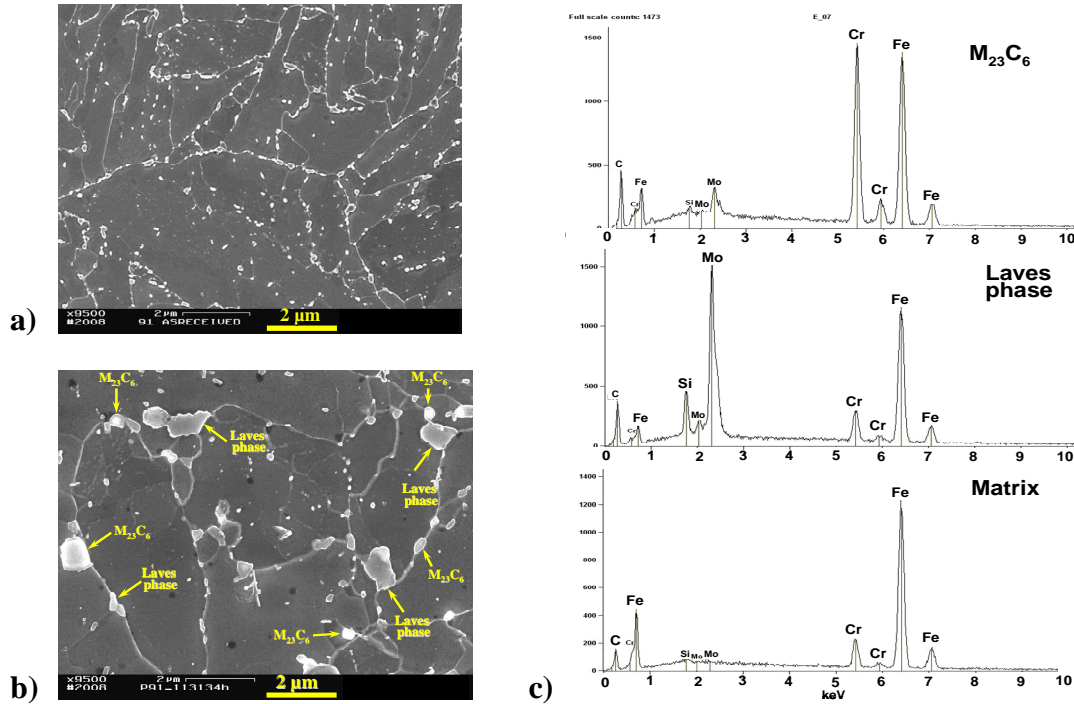 a)
x9500 2µm
#2008 91 ASRECEIVED
2 µm
b)
M23C6
M23C6
Laves
phase
Laves
phase
M23C6
Laves
phase
M23C6
Laves
phase
M23C6
x9500 2µm
#2008 P91-113134h
2 µm
c)
Full scale counts: 1473 E_07
M23C6
1500
1000
500
0
C Cr Fe Si Mo Mo Cr Cr Fe Fe
0 1 2 3 4 5 6 7 8 9 10
Laves
phase
1500
1000
500
0
C Cr Fe Si Mo Mo Cr Cr Fe Fe
0 1 2 3 4 5 6 7 8 9 10
Matrix
1400
1200
1000
800
600
400
200
0
C Cr Fe Si Mo Mo Cr Cr Fe Fe
0 1 2 3 4 5 6 7 8 9 10
keV